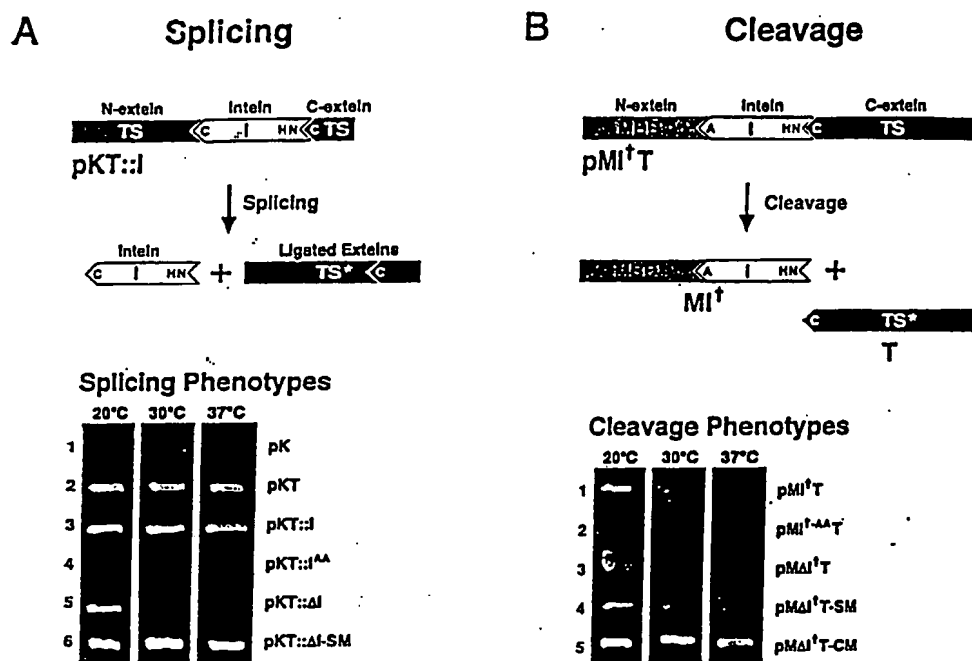 A Splicing
N-extein Intein C-extein
TS C I HN C TS
pKT::I
Splicing
Intein Ligated Exteins
C I HN + TS* C
Splicing Phenotypes
20°C 30°C 37°C
1 pK
2 pKT
3 pKT::I
4 pKT::I^AA
5 pKT::ΔI
6 pKT::ΔI-SM
B Cleavage
N-extein Intein C-extein
A I HN C TS
pMI†T
Cleavage
A I HN +
MI†
C TS*
T
Cleavage Phenotypes
20°C 30°C 37°C
1 pMI†T
2 pMI†-AAT
3 pMΔI†T
4 pMΔI†T-SM
5 pMΔI†T-CM